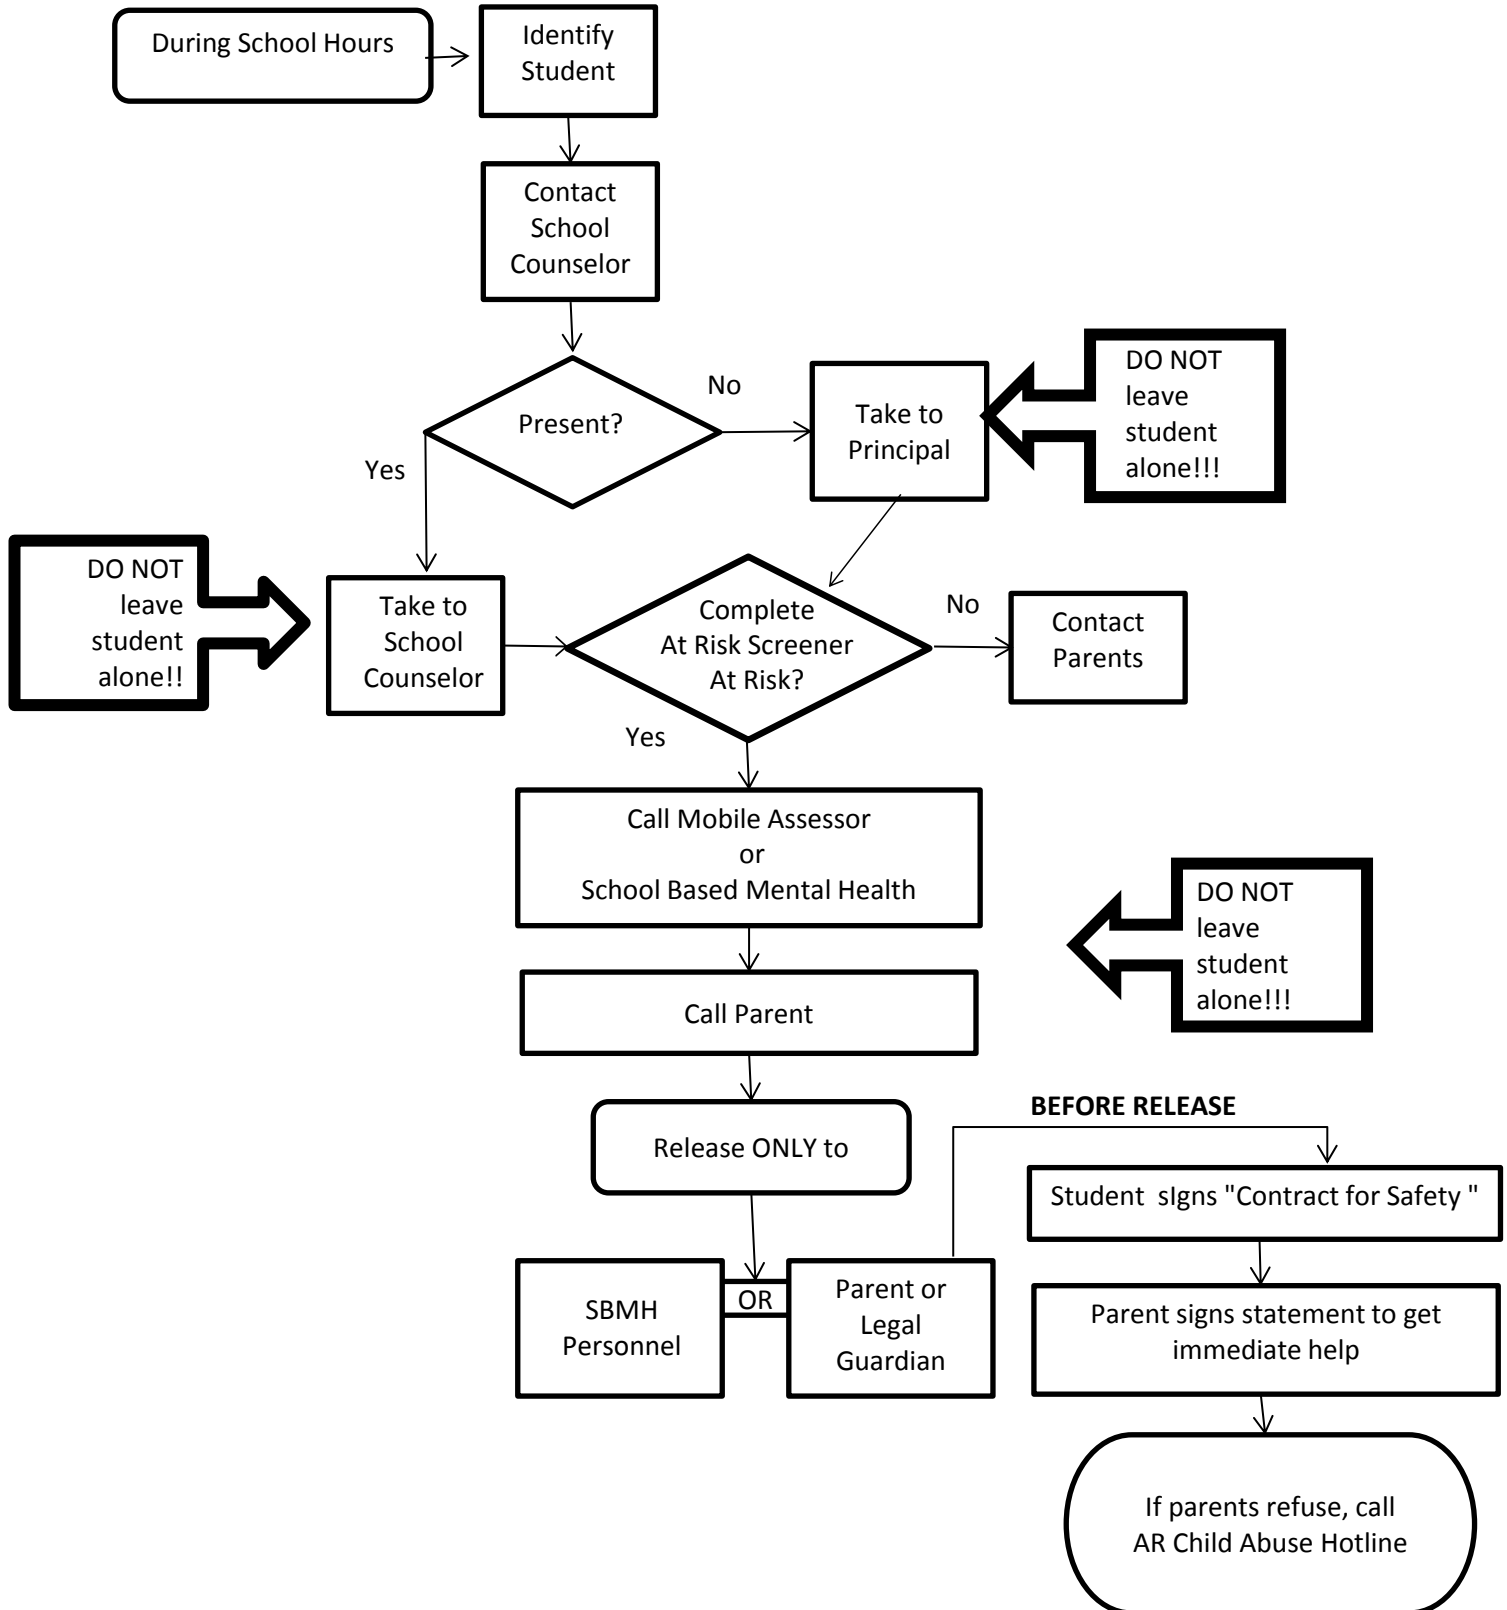 During School Hours
Identify
Student
Contact
School
Counselor
Present?
No
Yes
Take to
Principal
DO NOT
leave
student
alone!!!
DO NOT
leave
student
alone!!
Take to
School
Counselor
Complete
At Risk Screener
At Risk?
No
Contact
Parents
Yes
Call Mobile Assessor
or
School Based Mental Health
DO NOT
leave
student
alone!!!
Call Parent
Release ONLY to
BEFORE RELEASE
SBMH
Personnel
OR
Parent or
Legal
Guardian
Student sIgns "Contract for Safety "
Parent signs statement to get
immediate help
If parents refuse, call
AR Child Abuse Hotline